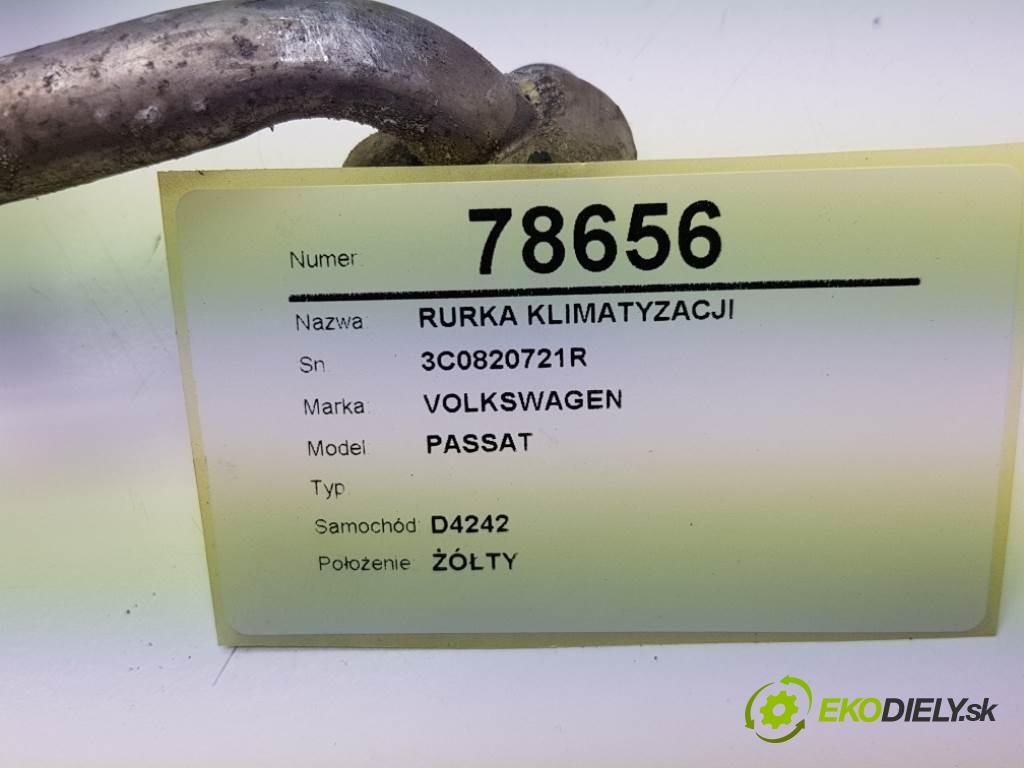 Numer: 78656
Nazwa: RURKA KLIMATYZACJI
Sn 3C0820721R
Marka: VOLKSWAGEN
Model PASSAT
Typ
Samochód: D4242
Położenie: ŻÓŁTY
EKODIELY.sk